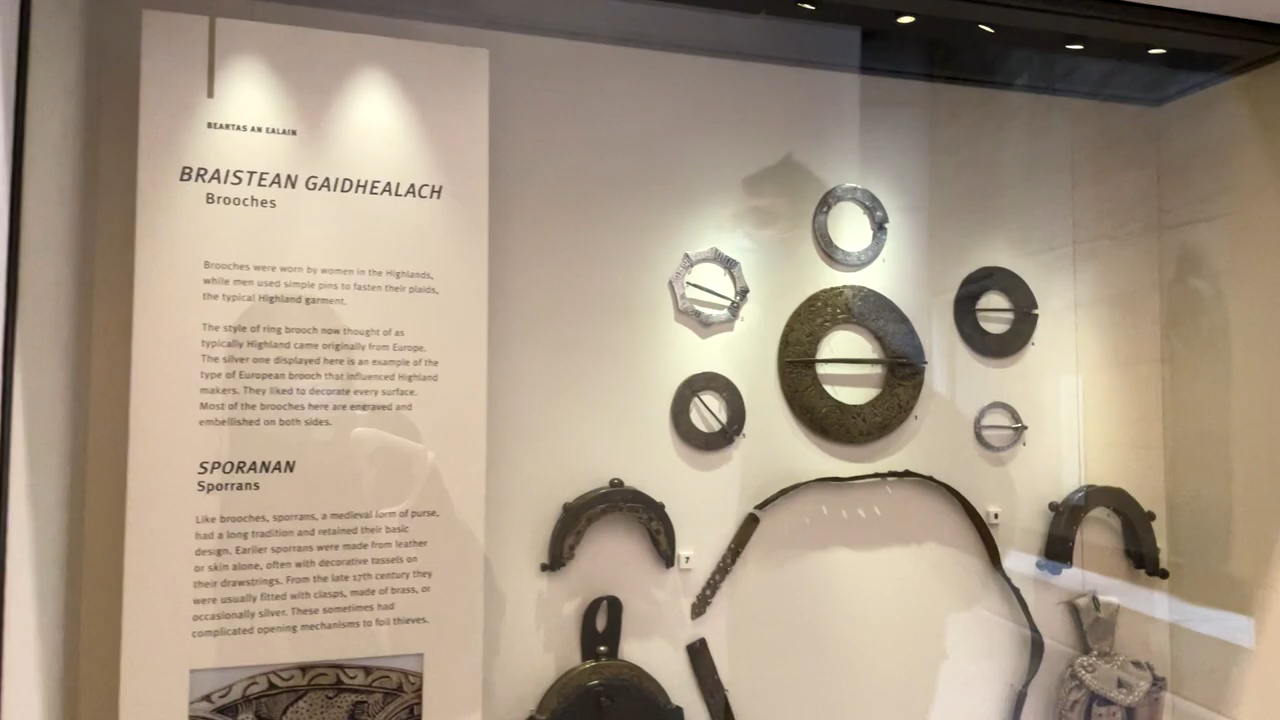 BEARTAS AN EALAIN
BRAISTEAN GAIDHEALACH
Brooches
Brooches were worn by women in the Highlands,
while men used simple pins to fasten their plaids,
the typical Highland garment.
The style of ring brooch now thought of as
typically Highland came originally from Europe.
The silver one displayed here is an example of the
type of European brooch that influenced Highland
makers. They liked to decorate every surface.
Most of the brooches here are engraved and
embellished on both sides.
SPORANAN
Sporrans
Like brooches, sporrans, a medieval form of purse,
had a long tradition and retained their basic
design. Earlier sporrans were made from leather
or skin alone, often with decorative tassels on
their drawstrings. From the late 17th century they
were usually fitted with clasps, made of brass, or
occasionally silver. These sometimes had
complicated opening mechanisms to foil thieves.
7